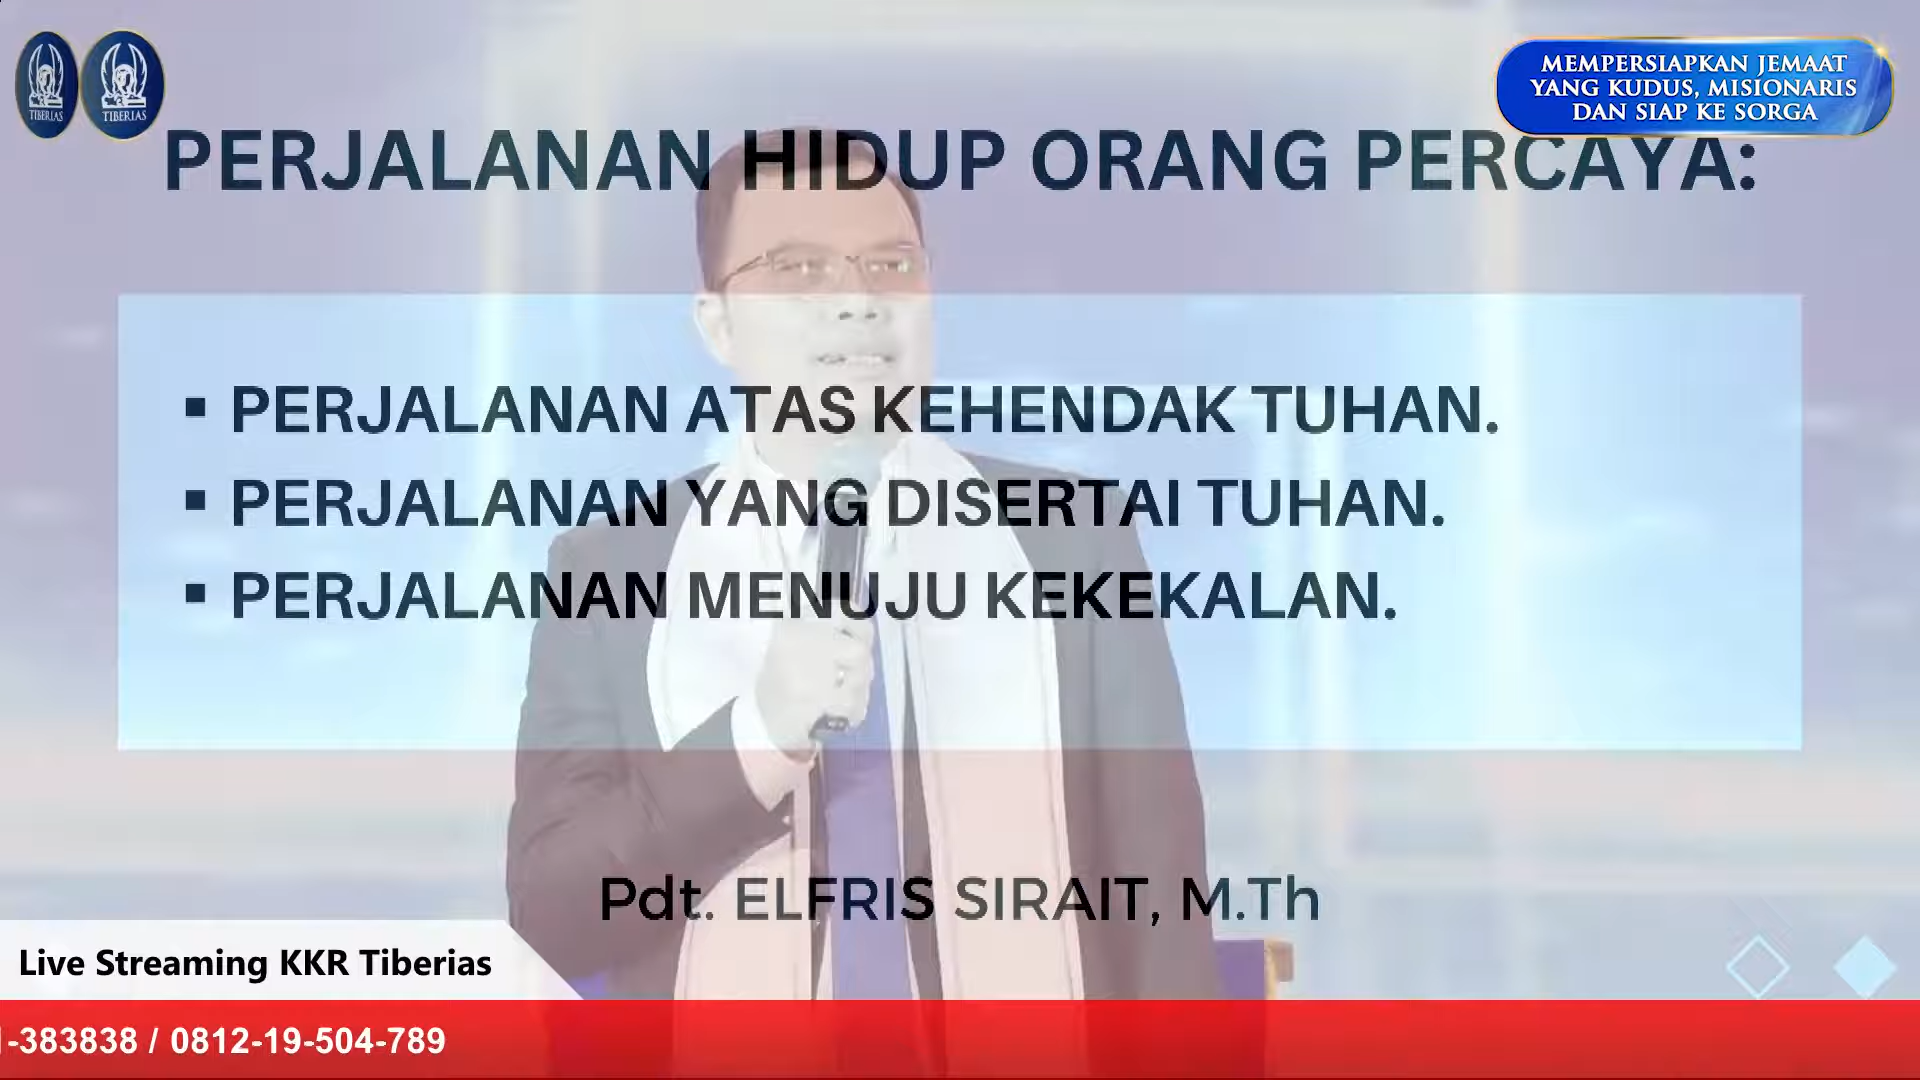 TIBERIAS
TIBERIAS
MEMPERSIAPKAN JEMAAT
YANG KUDUS, MISIONARIS
DAN SIAP KE SORGA
PERJALANAN HIDUP ORANG PERCAYA:
▪ PERJALANAN ATAS KEHENDAK TUHAN.
▪ PERJALANAN YANG DISERTAI TUHAN.
▪ PERJALANAN MENUJU KEKEKALAN.
Pdt. ELFRIS SIRAIT, M.Th
Live Streaming KKR Tiberias
-383838 / 0812-19-504-789